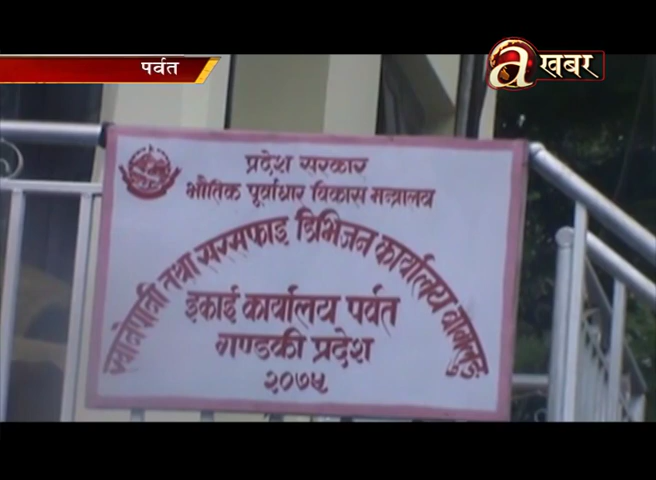 पर्वत
a खबर
प्रदेश सरकार
भौतिक पूर्वाधार विकास मन्त्रालय
खानेपानी तथा सरसफाइ डिभिजन कार्यालय बागलुङ
इकाई कार्यालय पर्वत
गण्डकी प्रदेश
२०७५